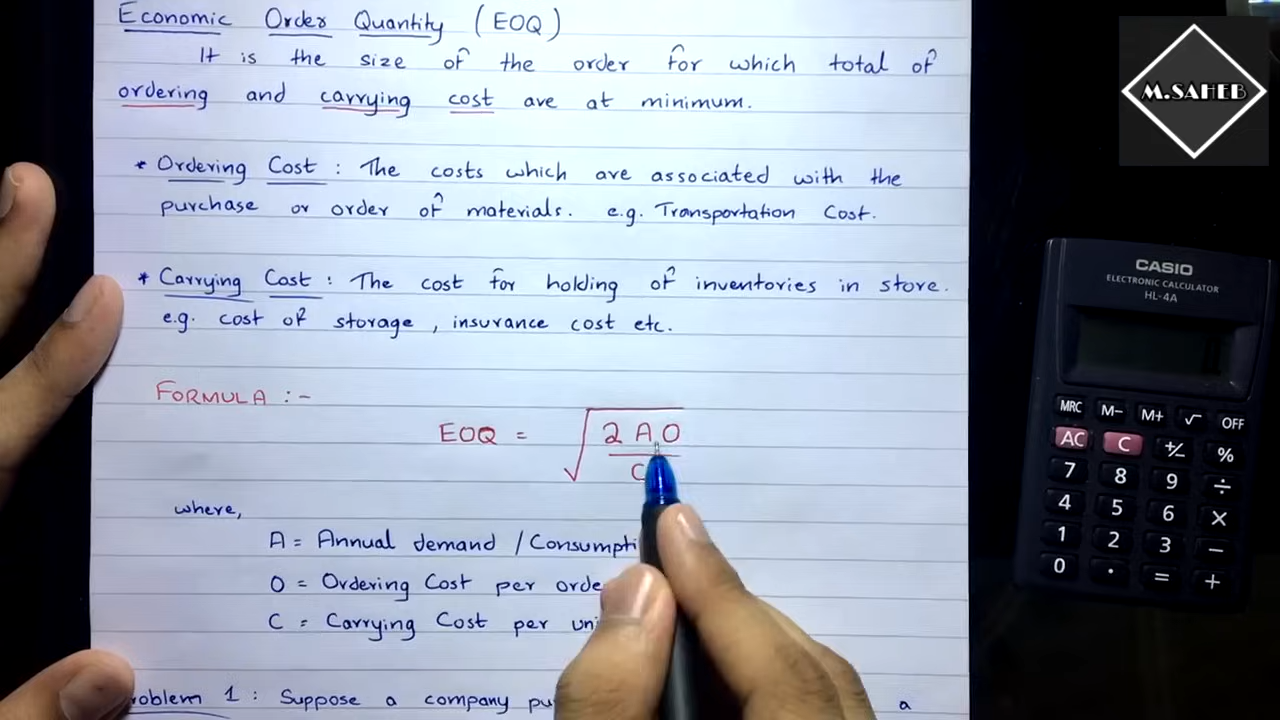 Economic Order Quantity (EOQ)
It is the size of the order for which total of
ordering and carrying cost are at minimum.
* Ordering Cost : The costs which are associated with the
purchase or order of materials. e.g. Transportation Cost.
* Carrying Cost : The cost for holding of inventories in store.
e.g. cost of storage, insurance cost etc.
FORMULA :-
EOQ = √2AO
C
where,
A = Annual demand / Consumpti
O = Ordering Cost per orde
C = Carrying Cost per uni
roblem 1 : Suppose a company pu a
M.SAHEB
CASIO
ELECTRONIC CALCULATOR
HL-4A
MRC M- M+ √ OFF
AC C +/- %
7 8 9 ÷
4 5 6 ×
1 2 3 −
0 · = +